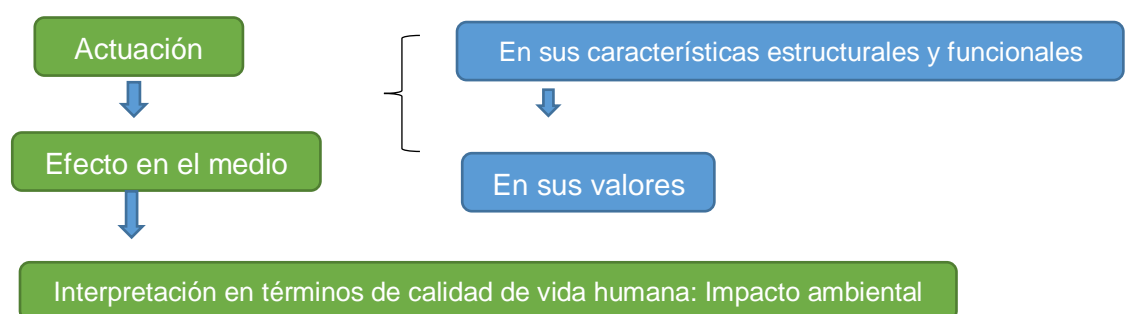 Actuación
En sus características estructurales y funcionales
Efecto en el medio
En sus valores
Interpretación en términos de calidad de vida humana: Impacto ambiental